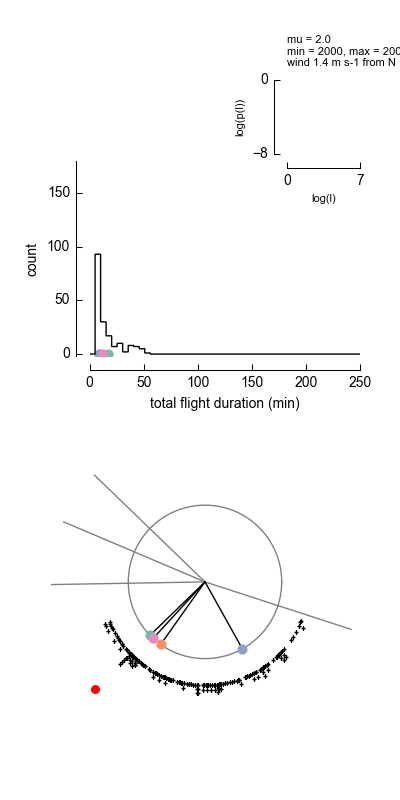 mu = 2.0
min = 2000, max = 200
wind 1.4 m s-1 from N
0
log(p(l))
−8
0 7
log(l)
150
count
100
50
0
0 50 100 150 200 250
total flight duration (min)